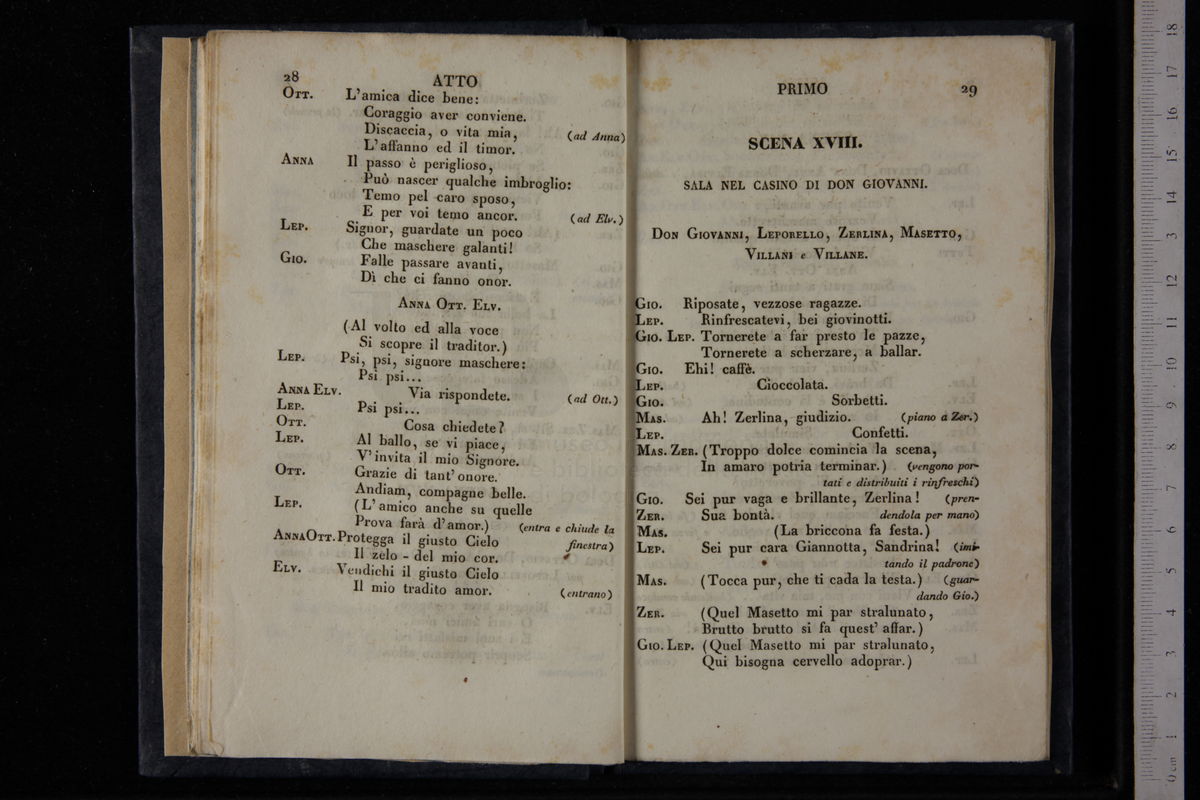 28 ATTO
Ott. L'amica dice bene:
Coraggio aver conviene.
Discaccia, o vita mia, (ad Anna)
L'affanno ed il timor.
Anna Il passo è periglioso,
Può nascer qualche imbroglio:
Temo pel caro sposo,
E per voi temo ancor. (ad Elv.)
Lep. Signor, guardate un poco
Che maschere galanti!
Gio. Falle passare avanti,
Dì che ci fanno onor.
Anna Ott. Elv.
(Al volto ed alla voce
Si scopre il traditor.)
Lep. Psi, psi, signore maschere:
Psi psi...
Anna Elv. Via rispondete. (ad Ott.)
Lep. Psi psi...
Ott. Cosa chiedete?
Lep. Al ballo, se vi piace,
V'invita il mio Signore.
Ott. Grazie di tant' onore.
Andiam, compagne belle.
Lep. (L'amico anche su quelle
Prova farà d'amor.) (entra e chiude la
Anna Ott. Protegga il giusto Cielo finestra)
Il zelo - del mio cor.
Elv. Vendichi il giusto Cielo
Il mio tradito amor. (entrano)
PRIMO 29
SCENA XVIII.
SALA NEL CASINO DI DON GIOVANNI.
Don Giovanni, Leporello, Zerlina, Masetto,
Villani e Villane.
Gio. Riposate, vezzose ragazze.
Lep. Rinfrescatevi, bei giovinotti.
Gio. Lep. Tornerete a far presto le pazze,
Tornerete a scherzare, a ballar.
Gio. Ehi! caffè.
Lep. Cioccolata.
Gio. Sorbetti.
Mas. Ah! Zerlina, giudizio. (piano a Zer.)
Lep. Confetti.
Mas. Zer. (Troppo dolce comincia la scena,
In amaro potria terminar.) (vengono por-
tati e distribuiti i rinfreschi)
Gio. Sei pur vaga e brillante, Zerlina! (pren-
Zer. Sua bontà. dendola per mano)
Mas. (La briccona fa festa.)
Lep. Sei pur cara Giannotta, Sandrina! (imi-
tando il padrone)
Mas. (Tocca pur, che ti cada la testa.) (guar-
dando Gio.)
Zer. (Quel Masetto mi par stralunato,
Brutto brutto si fa quest' affar.)
Gio. Lep. (Quel Masetto mi par stralunato,
Qui bisogna cervello adoprar.)